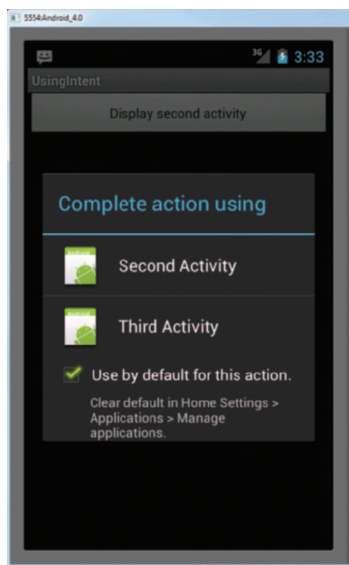 5554:Android_4.0
3G 3:33
UsingIntent
Display second activity
Complete action using
Second Activity
Third Activity
Use by default for this action.
Clear default in Home Settings >
Applications > Manage
applications.